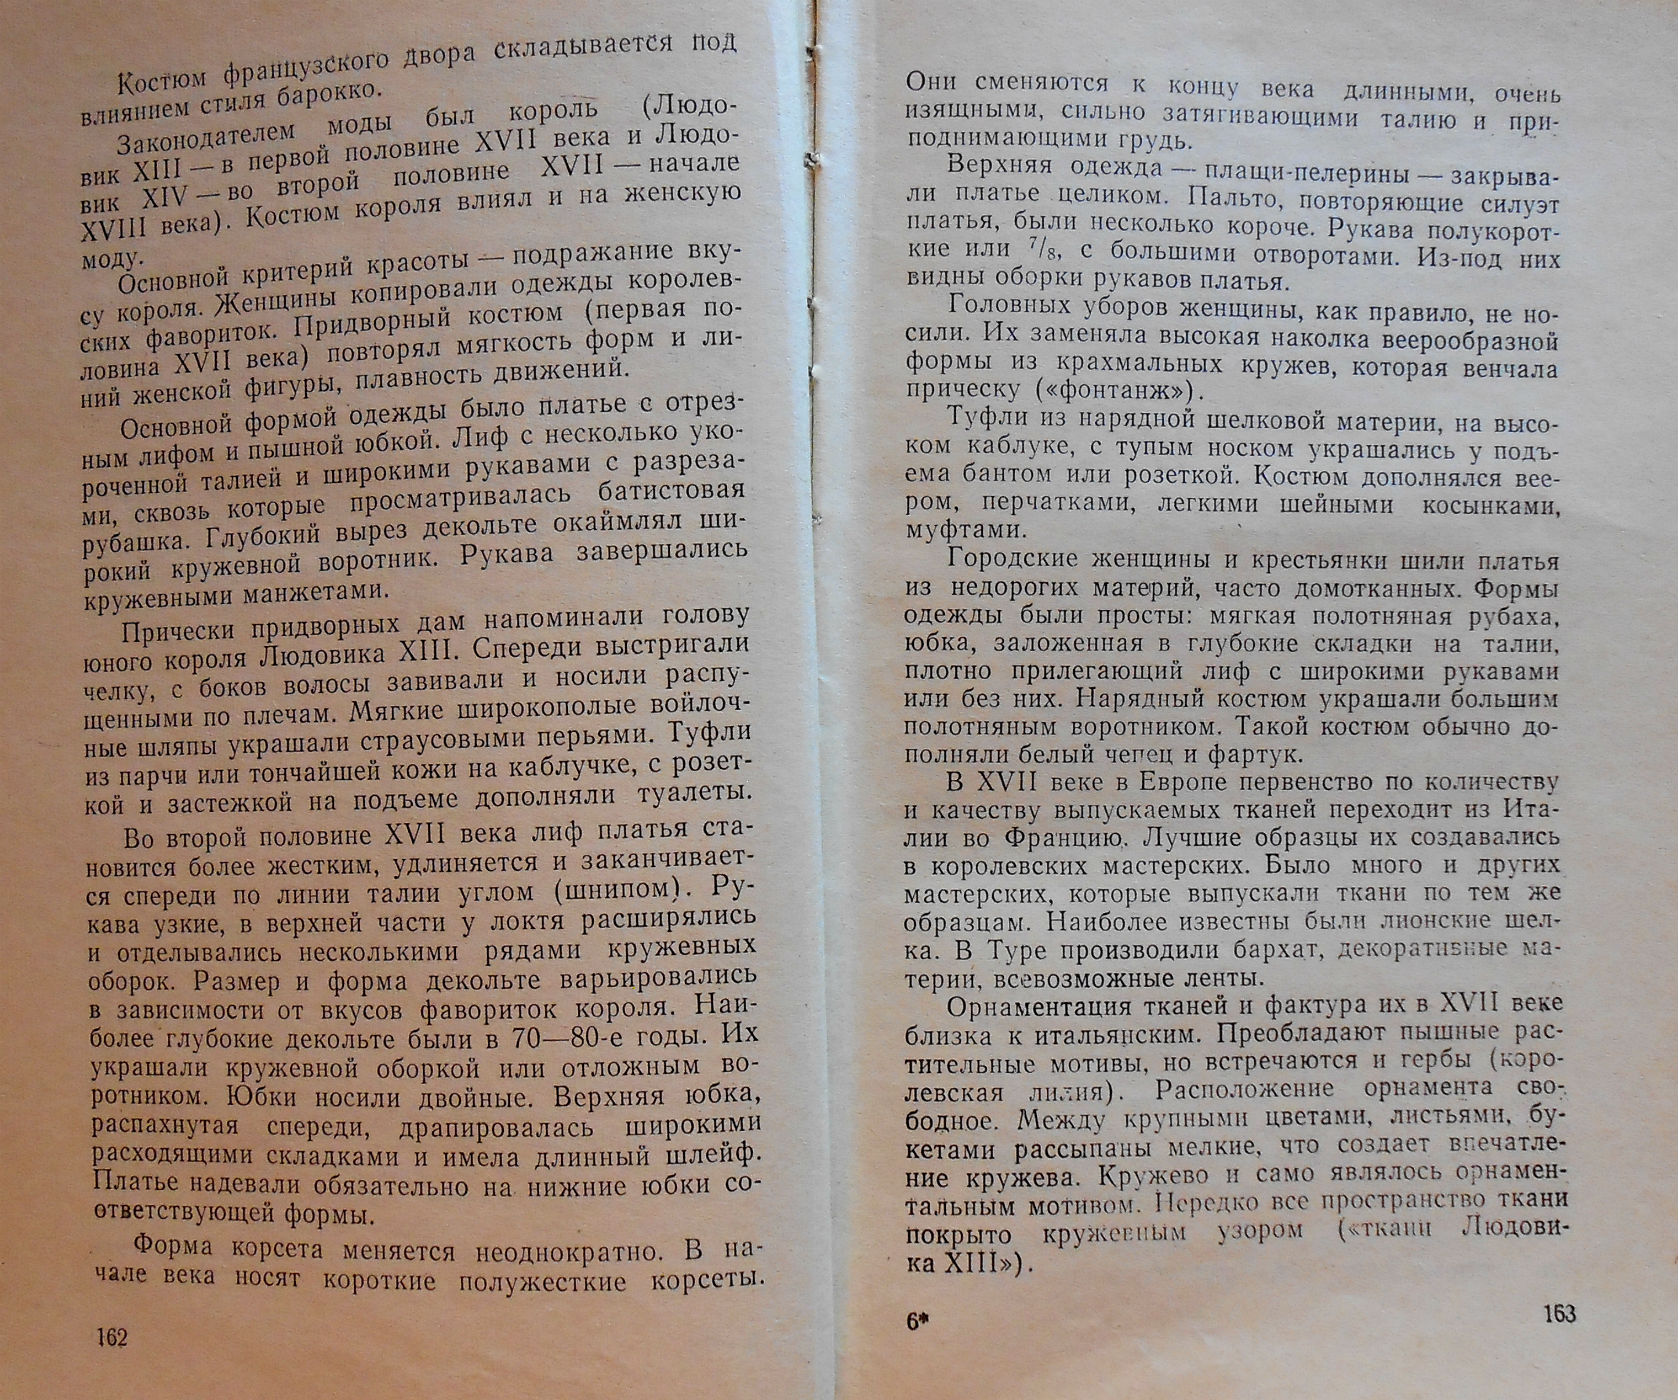 Костюм французского двора складывается под
влиянием стиля барокко.
Законодателем моды был король (Людо-
вик XIII — в первой половине XVII века и Людо-
вик XIV — во второй половине XVII — начале
XVIII века). Костюм короля влиял и на женскую
моду.
Основной критерий красоты — подражание вку-
су короля. Женщины копировали одежды королев-
ских фавориток. Придворный костюм (первая по-
ловина XVII века) повторял мягкость форм и ли-
ний женской фигуры, плавность движений.
Основной формой одежды было платье с отрез-
ным лифом и пышной юбкой. Лиф с несколько уко-
роченной талией и широкими рукавами с разреза-
ми, сквозь которые просматривалась батистовая
рубашка. Глубокий вырез декольте окаймлял ши-
рокий кружевной воротник. Рукава завершались
кружевными манжетами.
Прически придворных дам напоминали голову
юного короля Людовика XIII. Спереди выстригали
челку, с боков волосы завивали и носили распу-
щенными по плечам. Мягкие широкополые войлоч-
ные шляпы украшали страусовыми перьями. Туфли
из парчи или тончайшей кожи на каблучке, с розет-
кой и застежкой на подъеме дополняли туалеты.
Во второй половине XVII века лиф платья ста-
новится более жестким, удлиняется и заканчивает-
ся спереди по линии талии углом (шнипом). Ру-
кава узкие, в верхней части у локтя расширялись
и отделывались несколькими рядами кружевных
оборок. Размер и форма декольте варьировались
в зависимости от вкусов фавориток короля. Наи-
более глубокие декольте были в 70—80-е годы. Их
украшали кружевной оборкой или отложным во-
ротником. Юбки носили двойные. Верхняя юбка,
распахнутая спереди, драпировалась широкими
расходящими складками и имела длинный шлейф.
Платье надевали обязательно на нижние юбки со-
ответствующей формы.
Форма корсета меняется неоднократно. В на-
чале века носят короткие полужесткие корсеты.
162
Они сменяются к концу века длинными, очень
изящными, сильно затягивающими талию и при-
поднимающими грудь.
Верхняя одежда — плащи-пелерины — закрыва-
ли платье целиком. Пальто, повторяющие силуэт
платья, были несколько короче. Рукава полукорот-
кие или 7/8, с большими отворотами. Из-под них
видны оборки рукавов платья.
Головных уборов женщины, как правило, не но-
сили. Их заменяла высокая наколка веерообразной
формы из крахмальных кружев, которая венчала
прическу («фонтанж»).
Туфли из нарядной шелковой материи, на высо-
ком каблуке, с тупым носком украшались у подъ-
ема бантом или розеткой. Костюм дополнялся вее-
ром, перчатками, легкими шейными косынками,
муфтами.
Городские женщины и крестьянки шили платья
из недорогих материй, часто домотканных. Формы
одежды были просты: мягкая полотняная рубаха,
юбка, заложенная в глубокие складки на талии,
плотно прилегающий лиф с широкими рукавами
или без них. Нарядный костюм украшали большим
полотняным воротником. Такой костюм обычно до-
полняли белый чепец и фартук.
В XVII веке в Европе первенство по количеству
и качеству выпускаемых тканей переходит из Ита-
лии во Францию. Лучшие образцы их создавались
в королевских мастерских. Было много и других
мастерских, которые выпускали ткани по тем же
образцам. Наиболее известны были лионские шел-
ка. В Туре производили бархат, декоративные ма-
терии, всевозможные ленты.
Орнаментация тканей и фактура их в XVII веке
близка к итальянским. Преобладают пышные рас-
тительные мотивы, но встречаются и гербы (коро-
левская лилия). Расположение орнамента сво-
бодное. Между крупными цветами, листьями, бу-
кетами рассыпаны мелкие, что создает впечатле-
ние кружева. Кружево и само являлось орнамен-
тальным мотивом. Нередко все пространство ткани
покрыто кружевным узором («ткани Людови-
ка XIII»).
6*
163